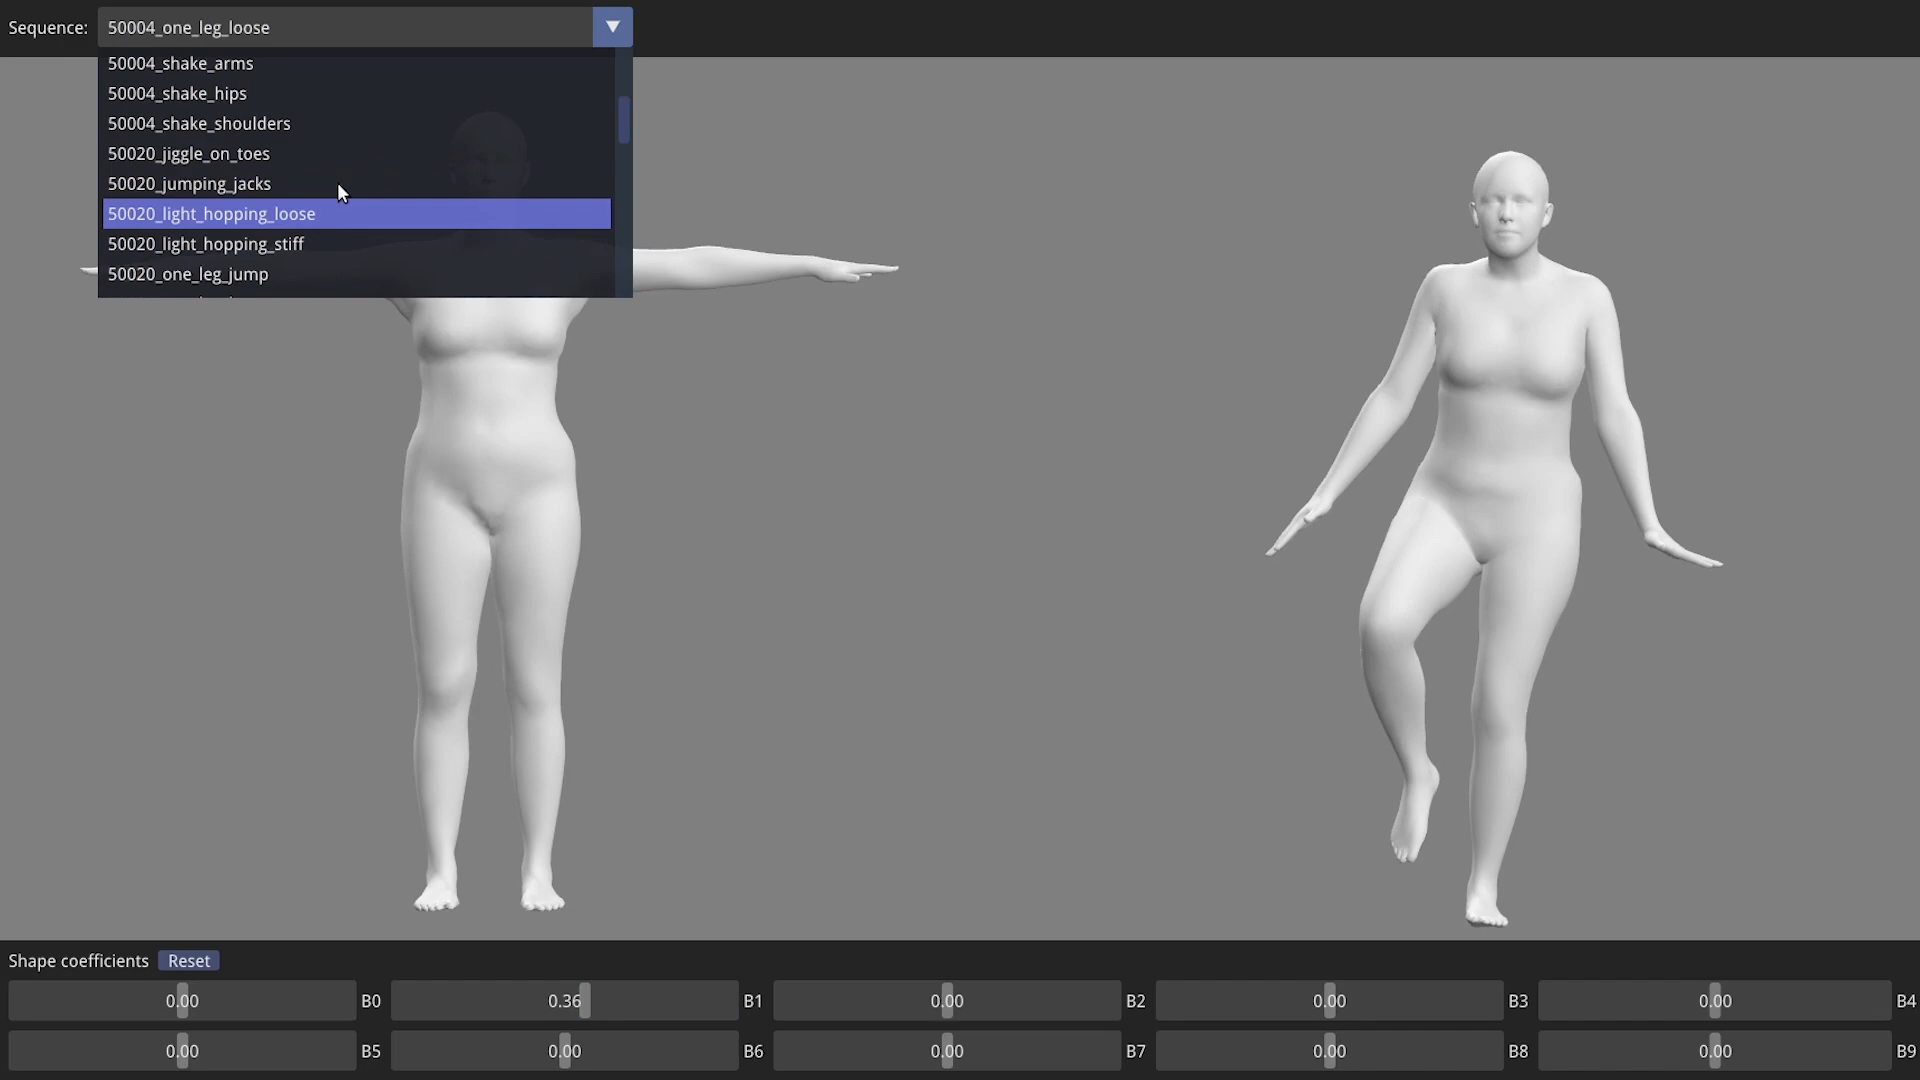 Sequence: 50004_one_leg_loose
50004_shake_arms
50004_shake_hips
50004_shake_shoulders
50020_jiggle_on_toes
50020_jumping_jacks
50020_light_hopping_loose
50020_light_hopping_stiff
50020_one_leg_jump
Shape coefficients Reset
0.00 B0 0.36 B1 0.00 B2 0.00 B3 0.00 B4
0.00 B5 0.00 B6 0.00 B7 0.00 B8 0.00 B9